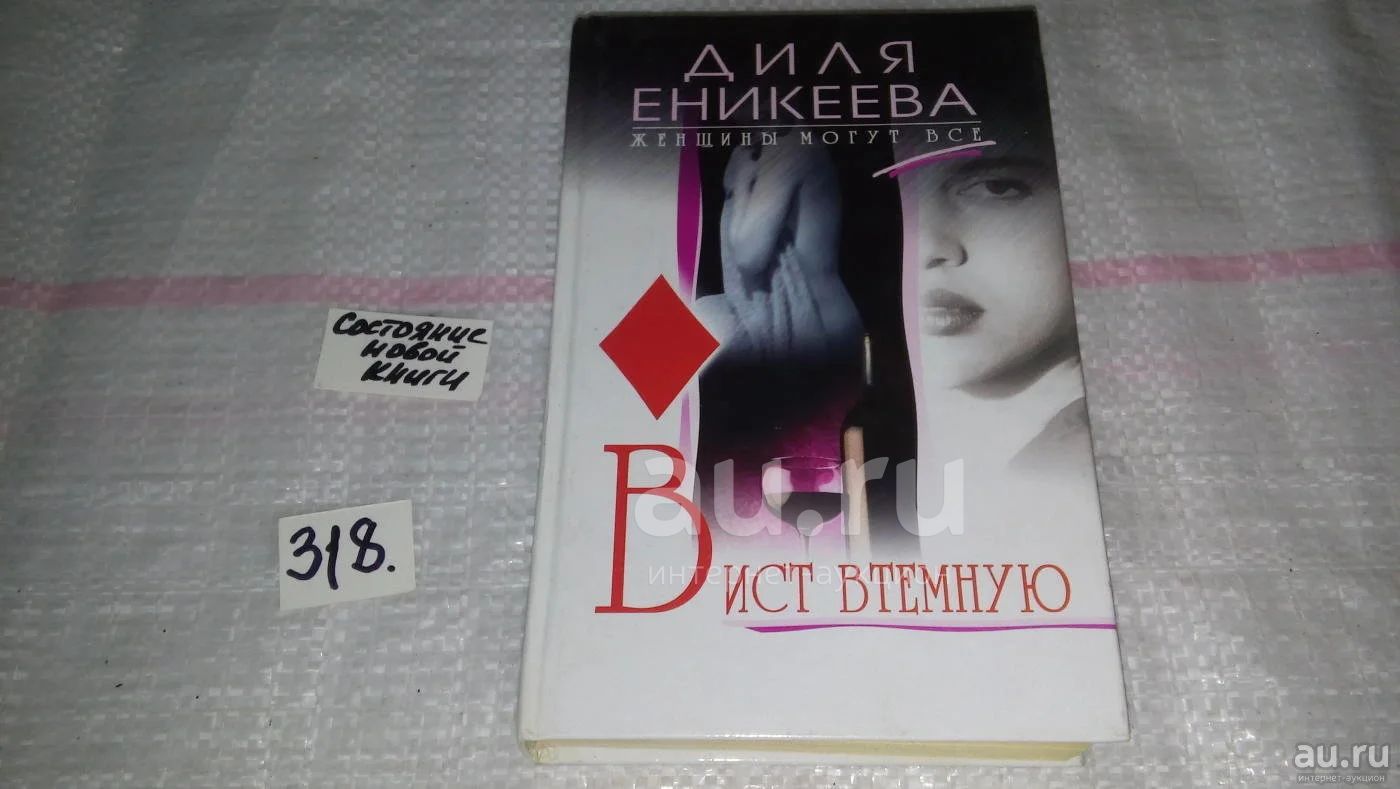 ДИЛЯ
ЕНИКЕЕВА
ЖЕНЩИНЫ МОГУТ ВСЕ
Состояние
новой
книги
318.
au.ru
интернет-аукцион
ВИСТ ВТЕМНУЮ
au.ru
интернет-аукцион